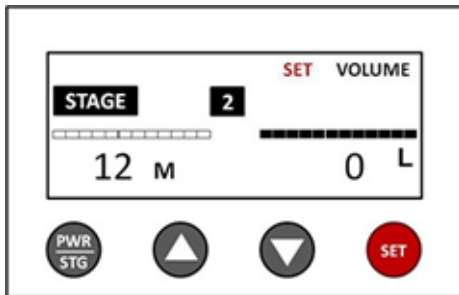 SET VOLUME
STAGE 2
12 M 0 L
PWR
STG
SET